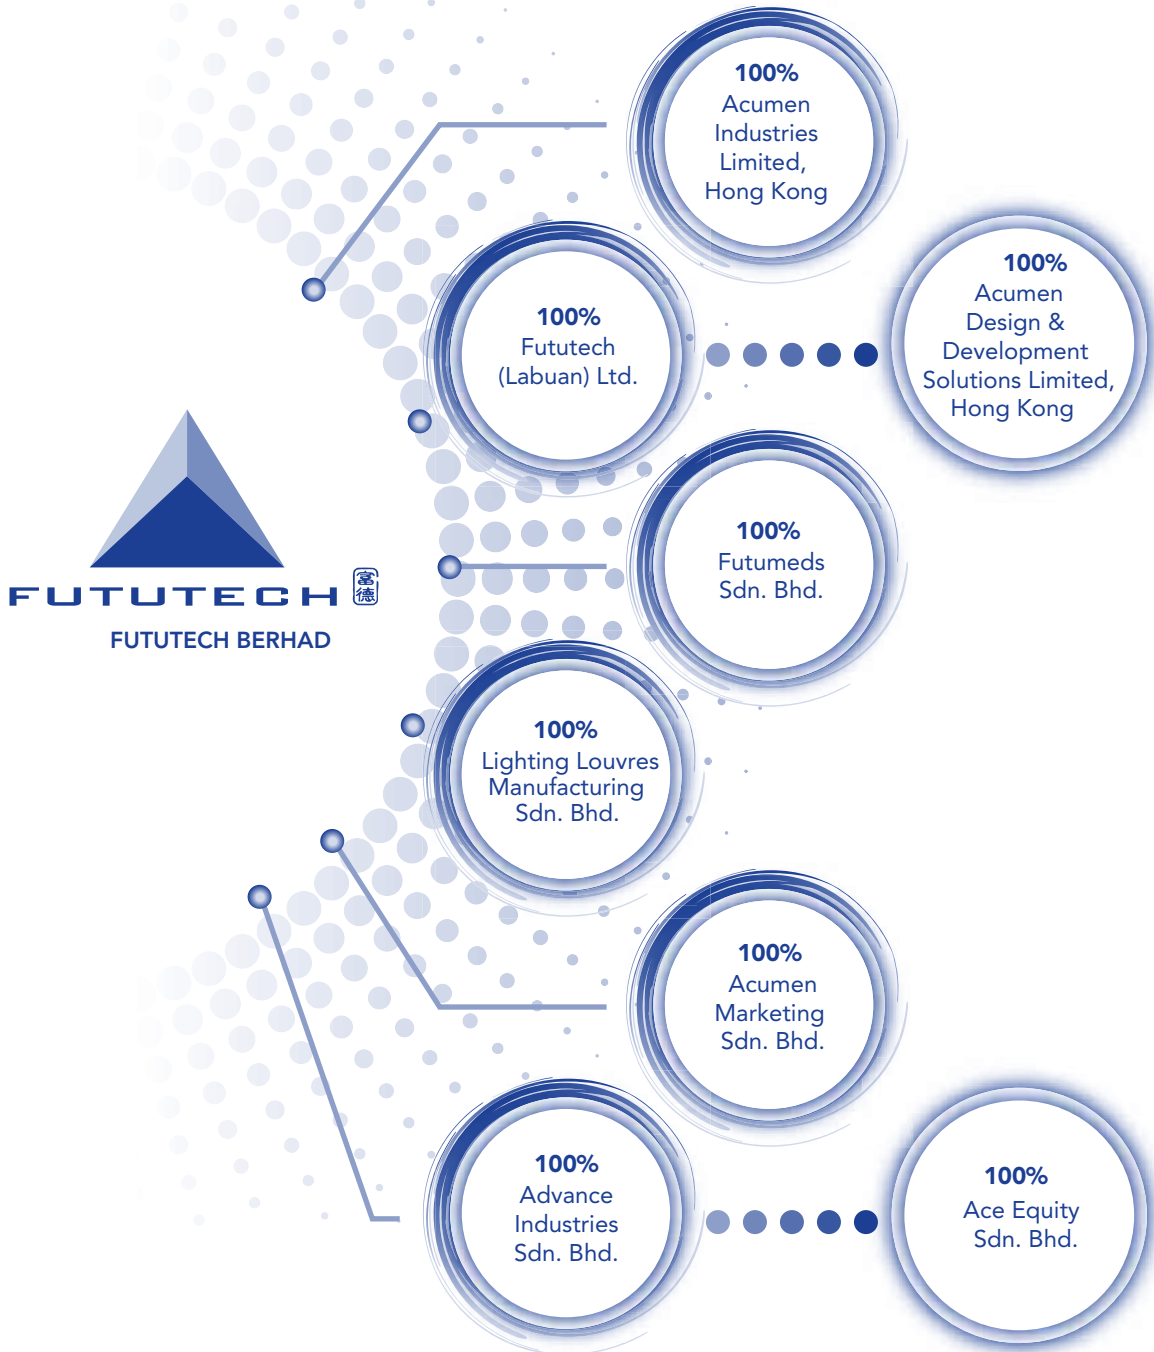 100%
Acumen
Industries
Limited,
Hong Kong
100%
Fututech
(Labuan) Ltd.
100%
Acumen
Design &
Development
Solutions Limited,
Hong Kong
100%
Futumeds
Sdn. Bhd.
FUTUTECH
富德
FUTUTECH BERHAD
100%
Lighting Louvres
Manufacturing
Sdn. Bhd.
100%
Acumen
Marketing
Sdn. Bhd.
100%
Advance
Industries
Sdn. Bhd.
100%
Ace Equity
Sdn. Bhd.